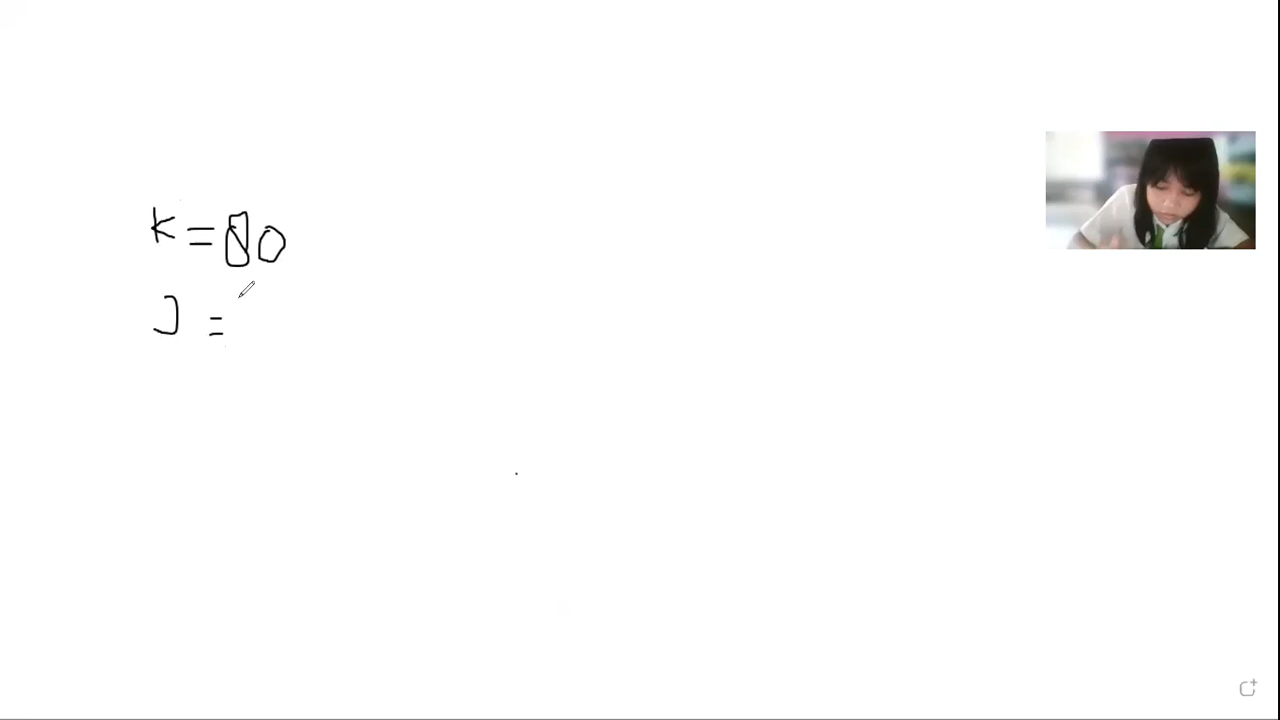 K = 80
J =